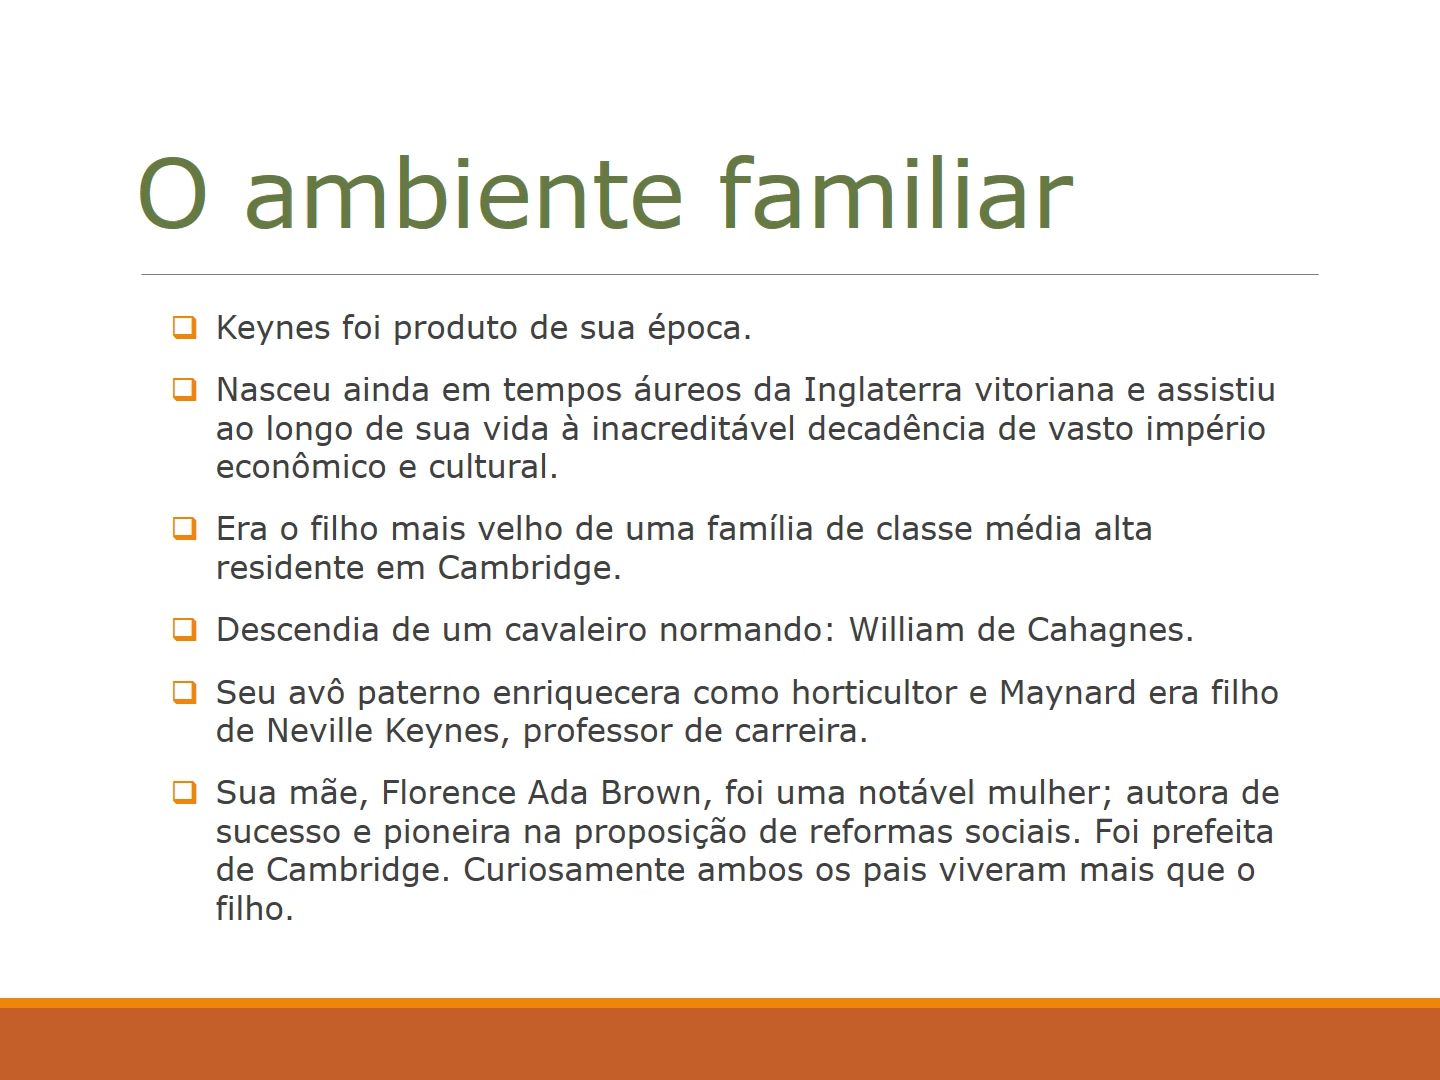 O ambiente familiar
Keynes foi produto de sua época.
Nasceu ainda em tempos áureos da Inglaterra vitoriana e assistiu
ao longo de sua vida à inacreditável decadência de vasto império
econômico e cultural.
Era o filho mais velho de uma família de classe média alta
residente em Cambridge.
Descendia de um cavaleiro normando: William de Cahagnes.
Seu avô paterno enriquecera como horticultor e Maynard era filho
de Neville Keynes, professor de carreira.
Sua mãe, Florence Ada Brown, foi uma notável mulher; autora de
sucesso e pioneira na proposição de reformas sociais. Foi prefeita
de Cambridge. Curiosamente ambos os pais viveram mais que o
filho.